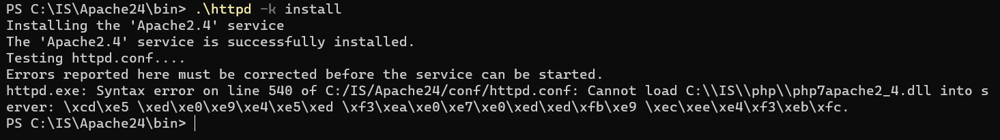 PS C:\IS\Apache24\bin> .\httpd -k install
Installing the 'Apache2.4' service
The 'Apache2.4' service is successfully installed.
Testing httpd.conf....
Errors reported here must be corrected before the service can be started.
httpd.exe: Syntax error on line 540 of C:/IS/Apache24/conf/httpd.conf: Cannot load C:\\IS\\php\\php7apache2_4.dll into s
erver: \xcd\xe5 \xed\xe0\xe9\xe4\xe5\xed \xf3\xea\xe0\xe7\xe0\xed\xed\xfb\xe9 \xec\xee\xe4\xf3\xeb\xfc.
PS C:\IS\Apache24\bin>